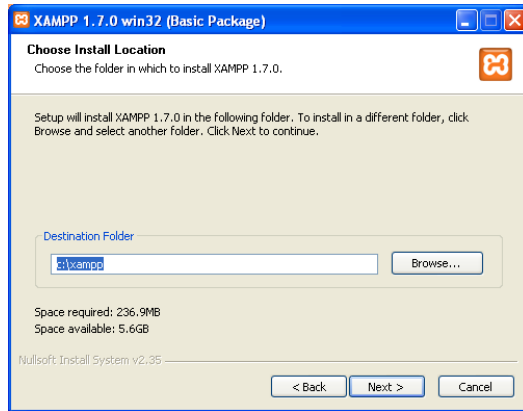 XAMPP 1.7.0 win32 (Basic Package)
Choose Install Location
Choose the folder in which to install XAMPP 1.7.0.
Setup will install XAMPP 1.7.0 in the following folder. To install in a different folder, click
Browse and select another folder. Click Next to continue.
Destination Folder
c:\xampp
Browse...
Space required: 236.9MB
Space available: 5.6GB
Nullsoft Install System v2.35
< Back
Next >
Cancel